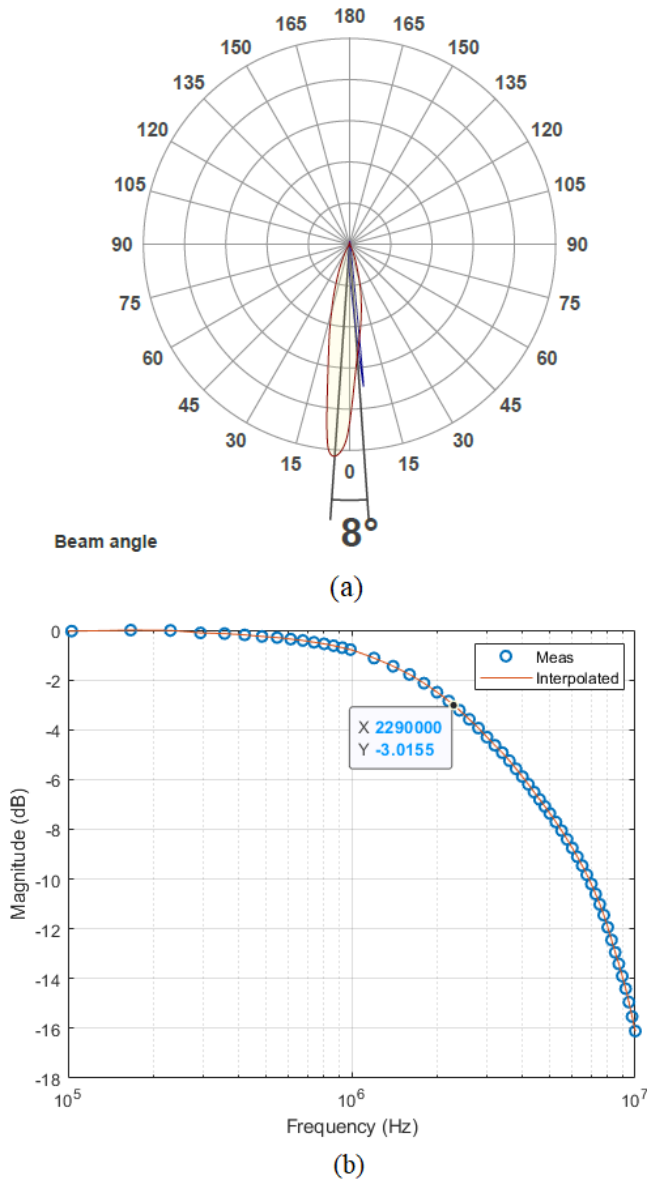 180
165 165
150 150
135 135
120 120
105 105
90 90
75 75
60 60
45 45
30 30
15 0 15
8°
Beam angle
(a)
0
-2
-4
-6
-8
-10
-12
-14
-16
-18
Magnitude (dB)
Meas
Interpolated
X 2290000
Y -3.0155
10⁵ 10⁶ 10⁷
Frequency (Hz)
(b)